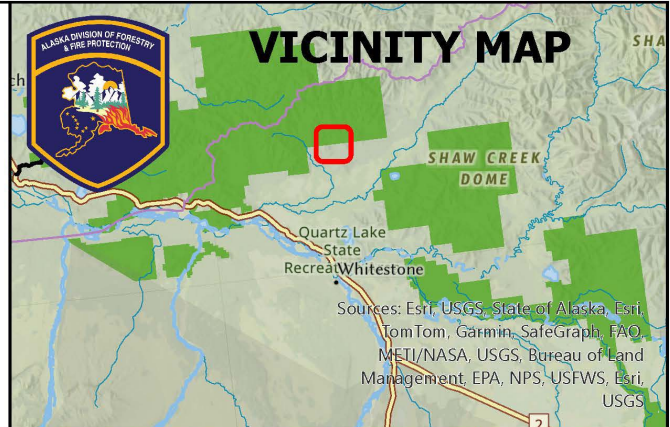 ALASKA DIVISION OF FORESTRY
& FIRE PROTECTION
VICINITY MAP
SHA
ch
SHAW CREEK
DOME
Quartz Lake
State
Recreat
Whitestone
Sources: Esri, USGS, State of Alaska, Esri,
TomTom, Garmin, SafeGraph, FAO,
METI/NASA, USGS, Bureau of Land
Management, EPA, NPS, USFWS, Esri,
USGS
2